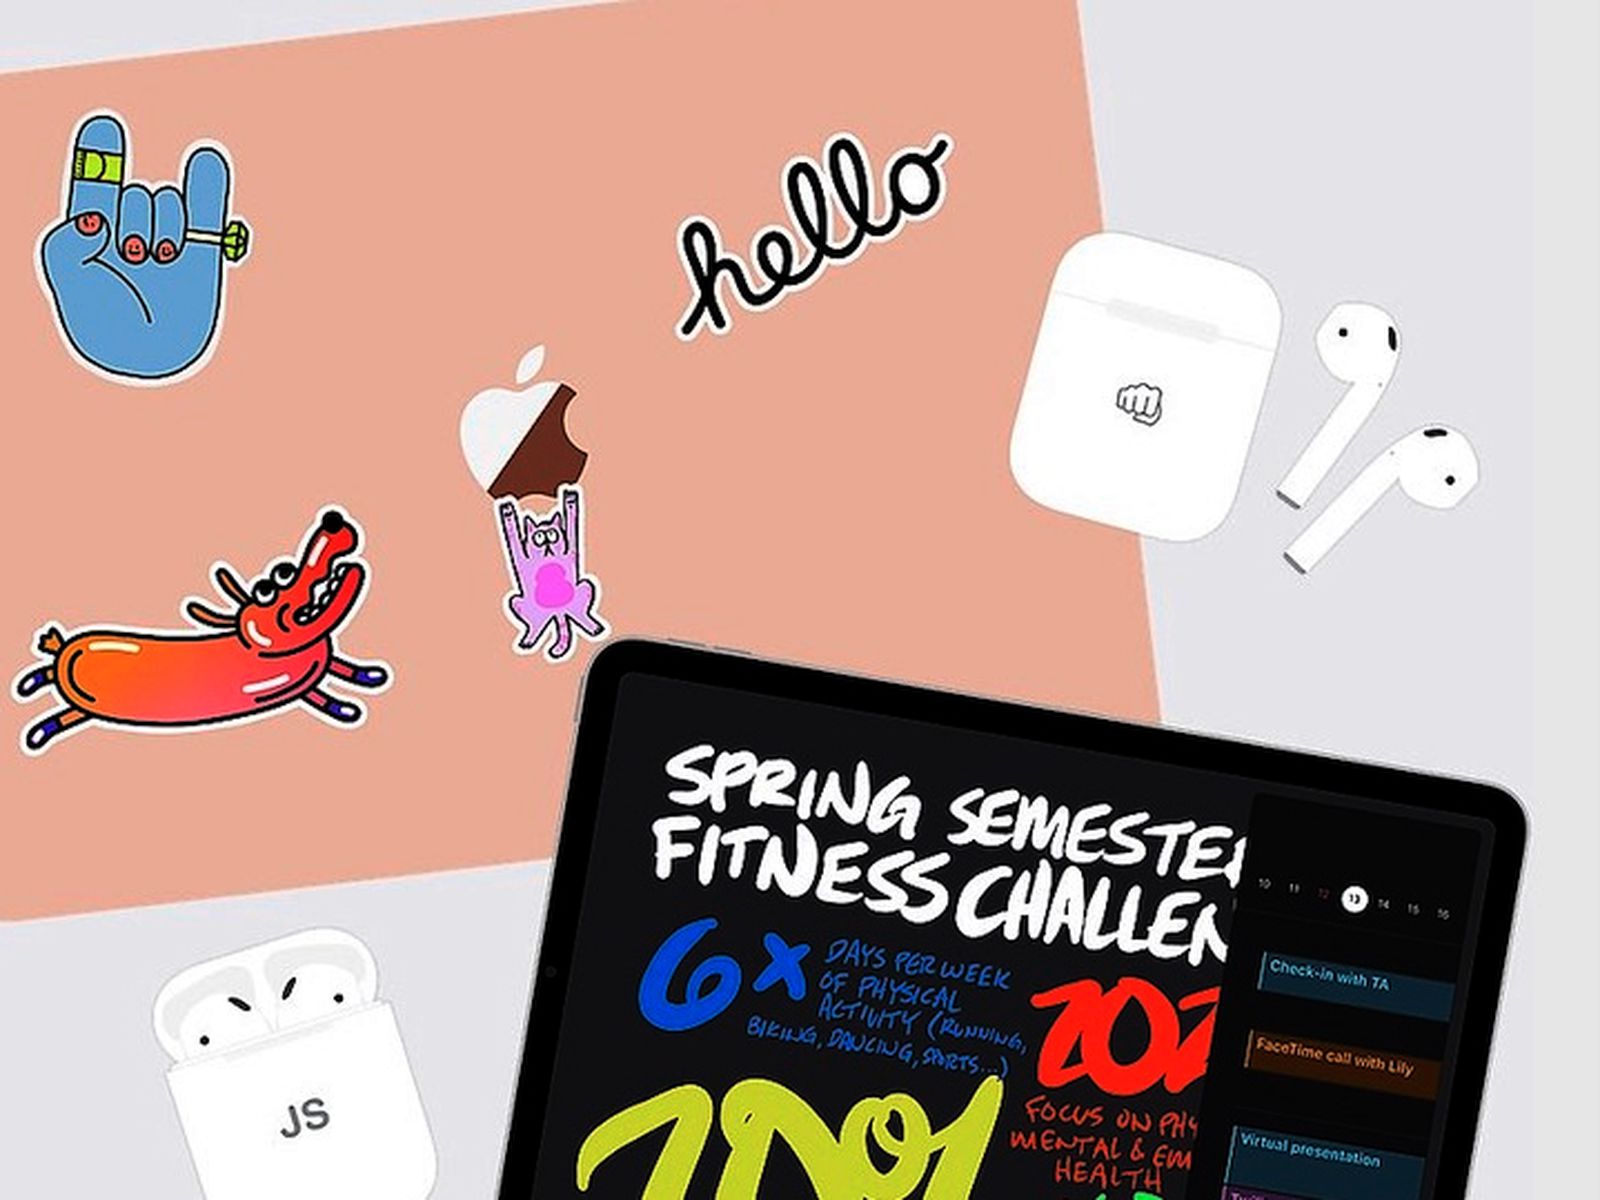 hello
SPRING SEMESTER
FITNESS CHALLEN
6x
DAYS PER WEEK
OF PHYSICAL
ACTIVITY (RUNNING,
BIKING, DANCING, SPORTS...)
202
FOCUS ON PHY
MENTAL & EM
HEALTH
10 11 12 13 14 15 16
Check-in with TA
FaceTime call with Lily
Virtual presentation
JS